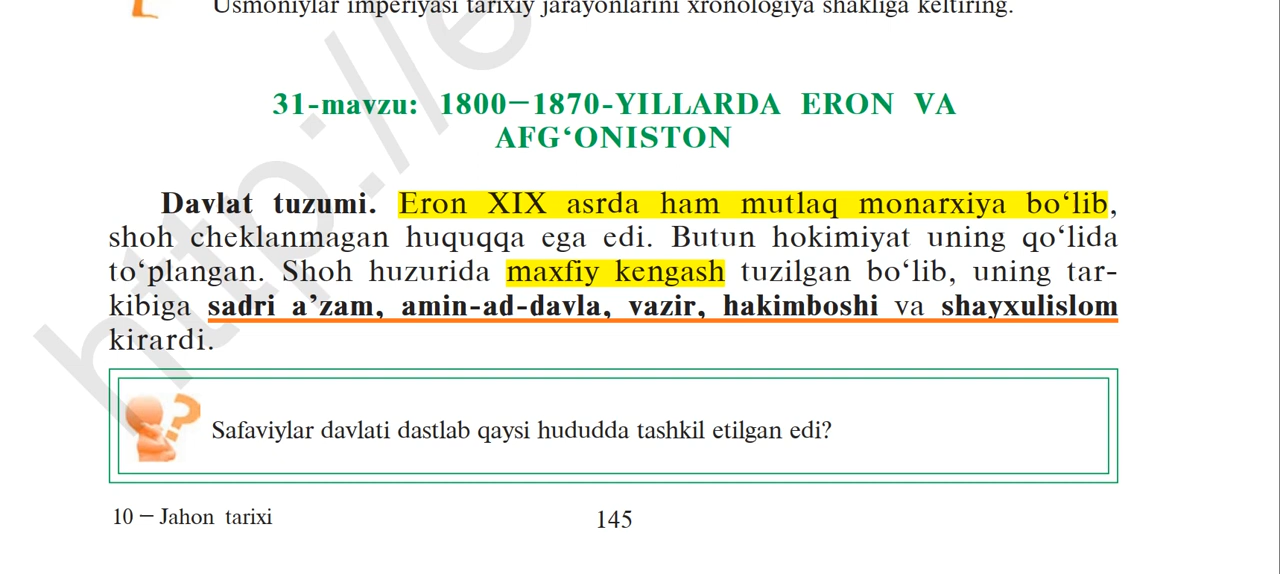 Usmoniylar imperiyasi tarixiy jarayonlarini xronologiya shakliga keltiring.
31-mavzu: 1800–1870-YILLARDA ERON VA
AFG‘ONISTON
Davlat tuzumi. Eron XIX asrda ham mutlaq monarxiya bo‘lib,
shoh cheklanmagan huquqqa ega edi. Butun hokimiyat uning qo‘lida
to‘plangan. Shoh huzurida maxfiy kengash tuzilgan bo‘lib, uning tar-
kibiga sadri a’zam, amin-ad-davla, vazir, hakimboshi va shayxulislom
kirardi.
Safaviylar davlati dastlab qaysi hududda tashkil etilgan edi?
10 – Jahon tarixi
145
http://e